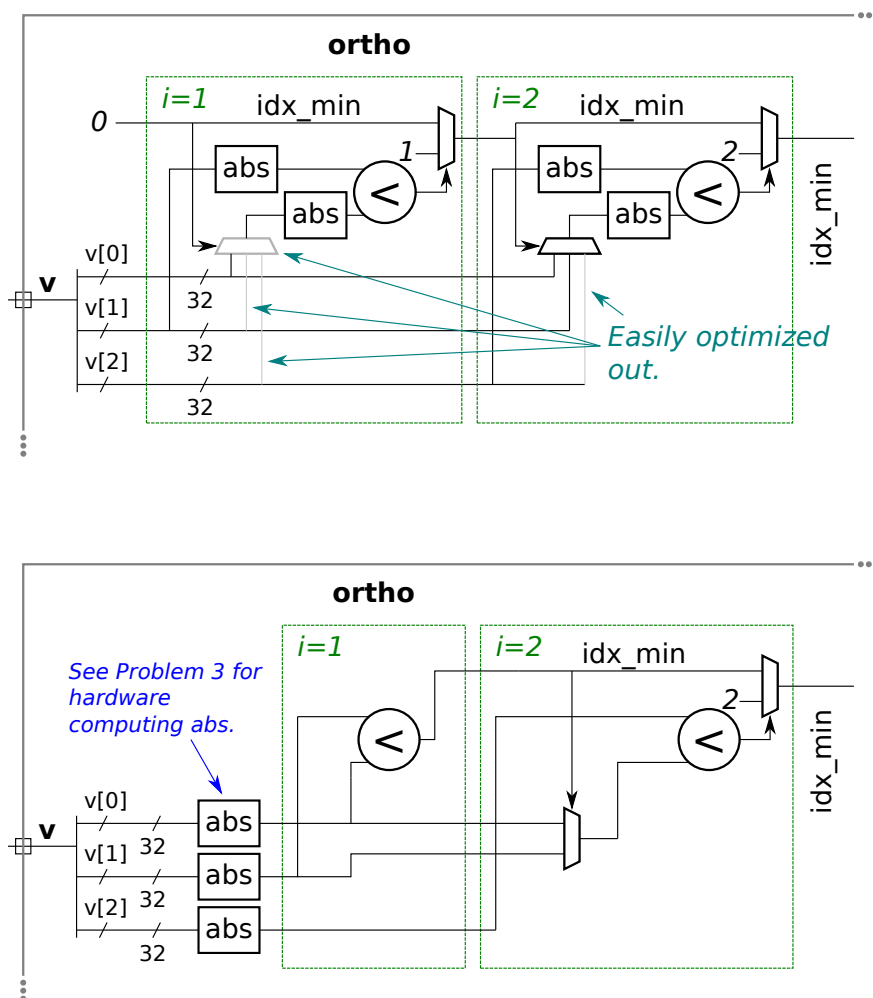 ortho
i=1
idx_min
i=2
idx_min
0
1
2
abs
<
abs
<
abs
abs
idx_min
v[0]
v
32
v[1]
32
v[2]
32
Easily optimized
out.
ortho
i=1
i=2
idx_min
See Problem 3 for
hardware
computing abs.
2
<
<
idx_min
v[0]
v
abs
32
v[1]
abs
32
v[2]
abs
32